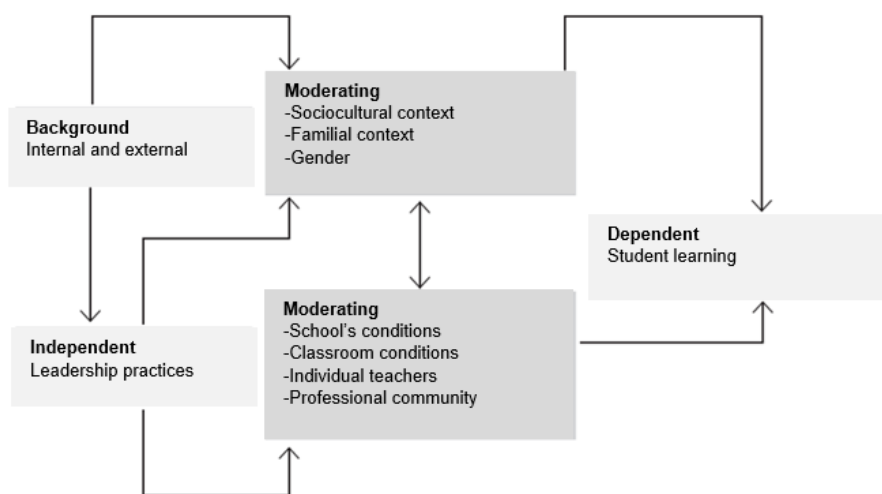 Moderating
-Sociocultural context
-Familial context
-Gender
Background
Internal and external
Dependent
Student learning
Moderating
-School's conditions
-Classroom conditions
-Individual teachers
-Professional community
Independent
Leadership practices